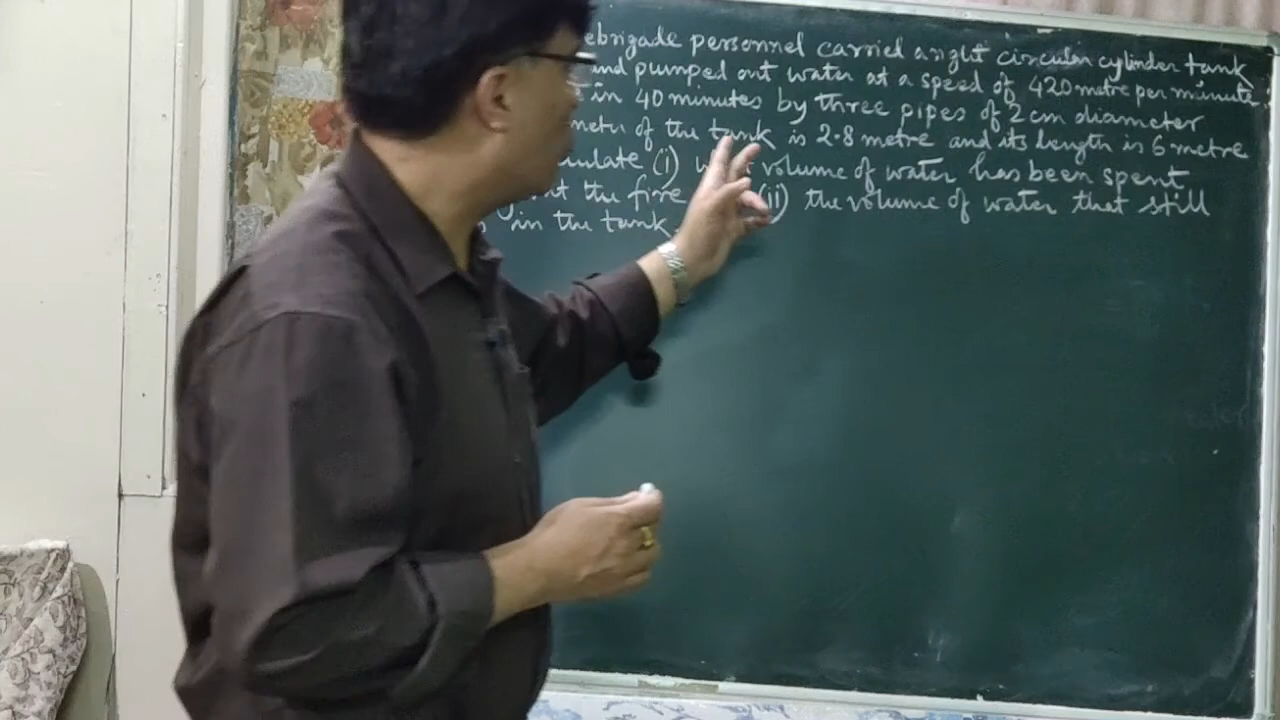 ebrigade personnel carried a right circular cylinder tank
and pumped out water at a speed of 420 metre per minute
in 40 minutes by three pipes of 2 cm diameter
meter of the tank is 2.8 metre and its length is 6 metre
culate (i) volume of water has been spent
out the fire (ii) the volume of water that still
in the tank